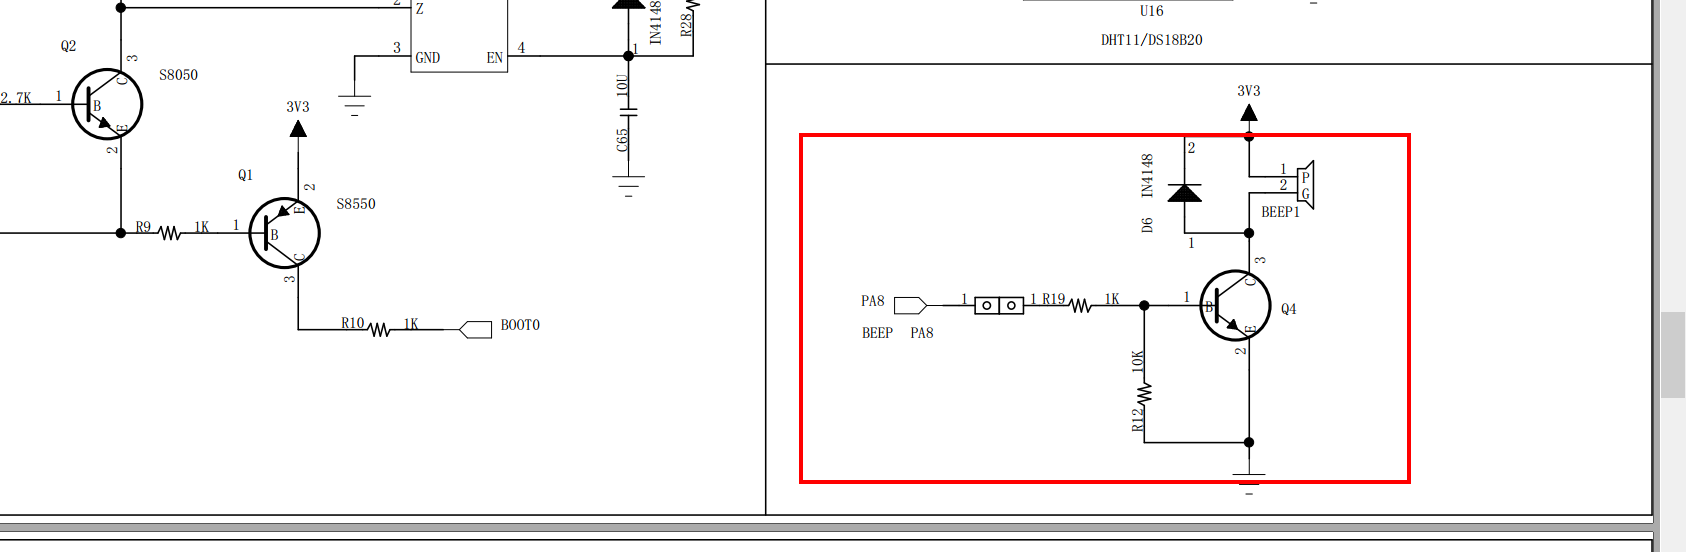 2
Z
3
GND
EN
4
1
IN4148
R28
10U
C65
Q2
3
C
S8050
2.7K
1
B
E
2
3V3
Q1
2
E
S8550
R9
1K
1
B
C
3
R10
1K
BOOT0
U16
DHT11/DS18B20
3V3
2
IN4148
D6
1
1
P
2
G
BEEP1
3
C
PA8
1
1
R19
1K
1
B
Q4
BEEP PA8
E
2
10K
R12